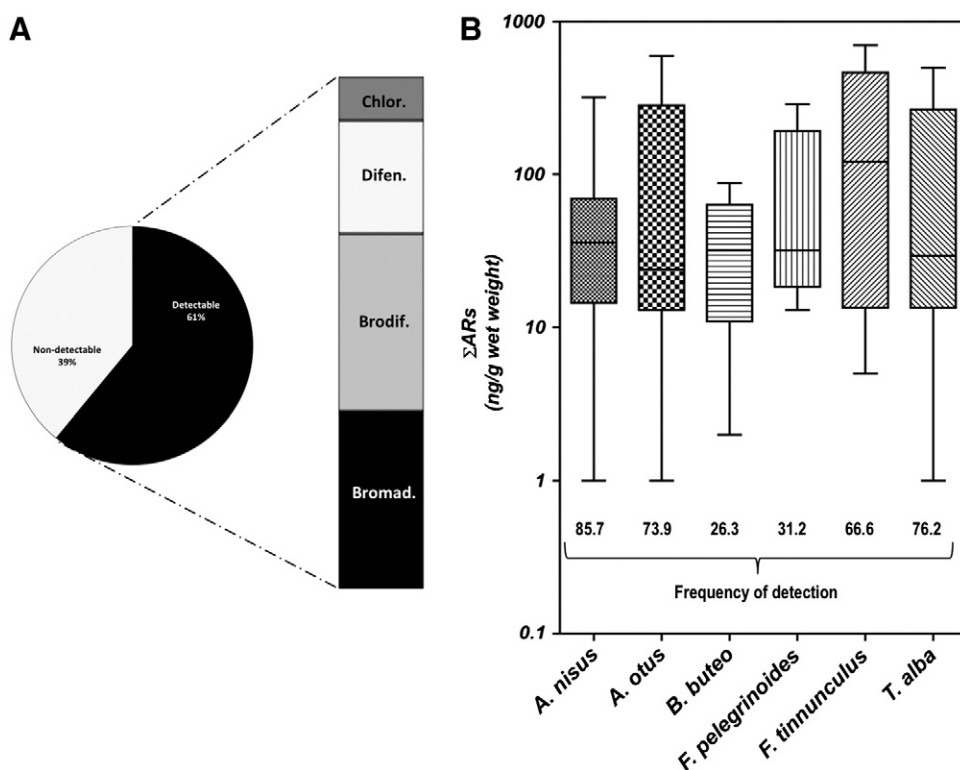 A
Chlor.
Difen.
Brodif.
Bromad.
Detectable
61%
Non-detectable
39%
B
ΣARs
(ng/g wet weight)
1000
100
10
1
0.1
85.7 73.9 26.3 31.2 66.6 76.2
Frequency of detection
A. nisus
A. otus
B. buteo
F. pelegrinoides
F. tinnunculus
T. alba